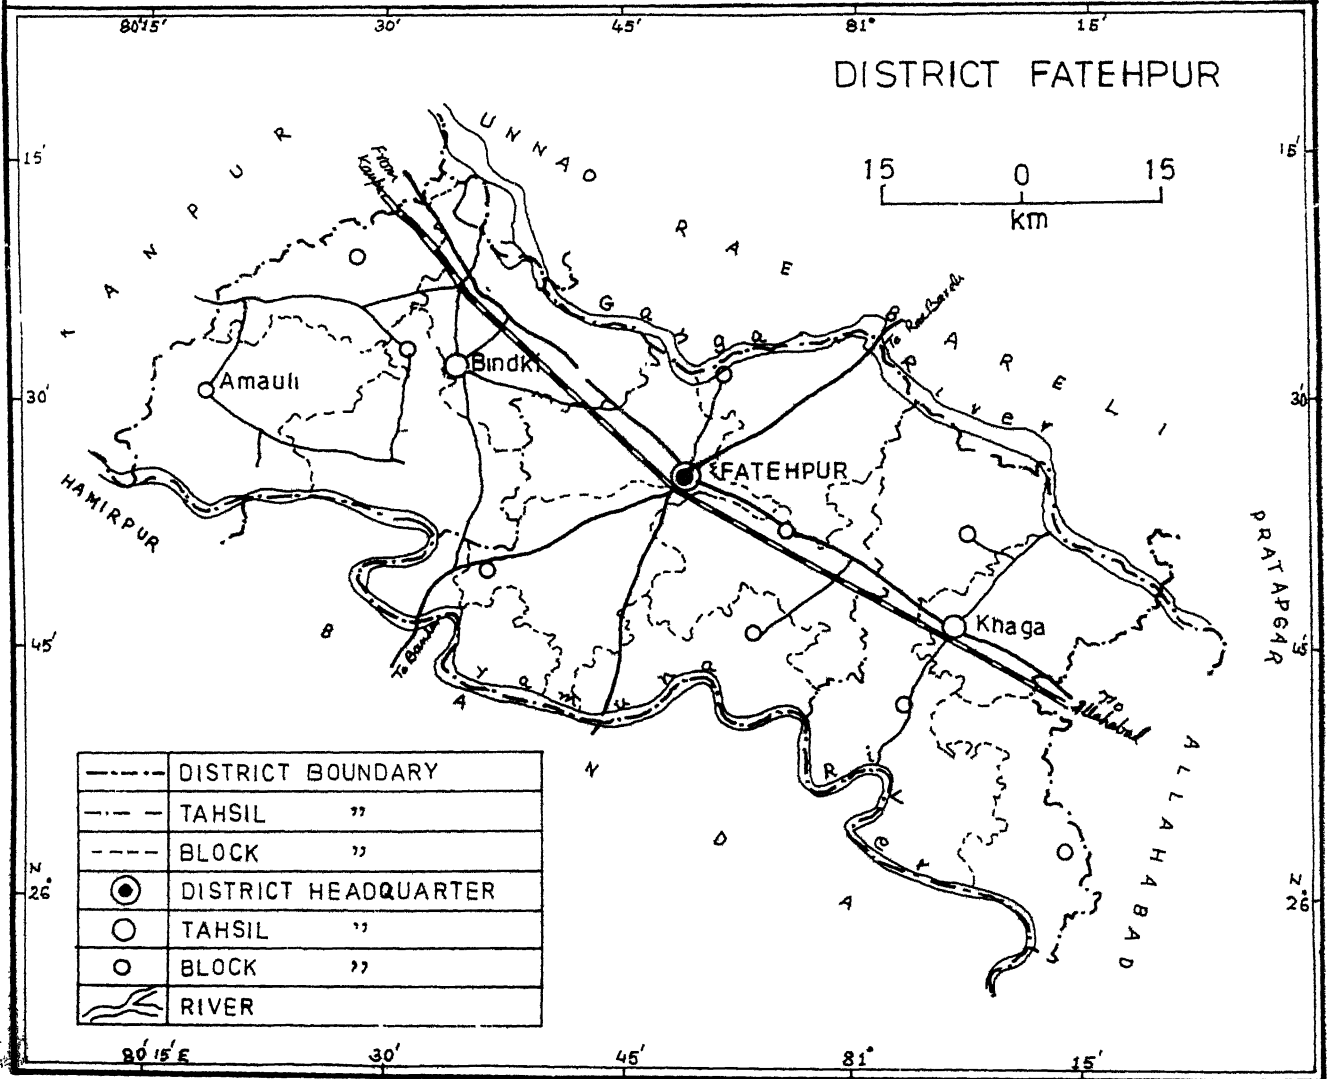 80°15' 30' 45' 81° 15'
DISTRICT FATEHPUR
15 0 15
km
15' 15'
KANPUR
UNNAO
From
RAE BARELI
To Rae Bareli
Ganga River
Bindki
Amauli
30' 30'
FATEHPUR
HAMIRPUR
PRATAPGAR
Khaga
45'
To Banda
Yamuna River
To
Allahabad
BANDA
ALLAHABAD
DISTRICT BOUNDARY
TAHSIL ”
BLOCK ”
DISTRICT HEADQUARTER
TAHSIL ”
BLOCK ”
RIVER
N
26°
N
26°
80°15'E 30' 45' 81° 15'